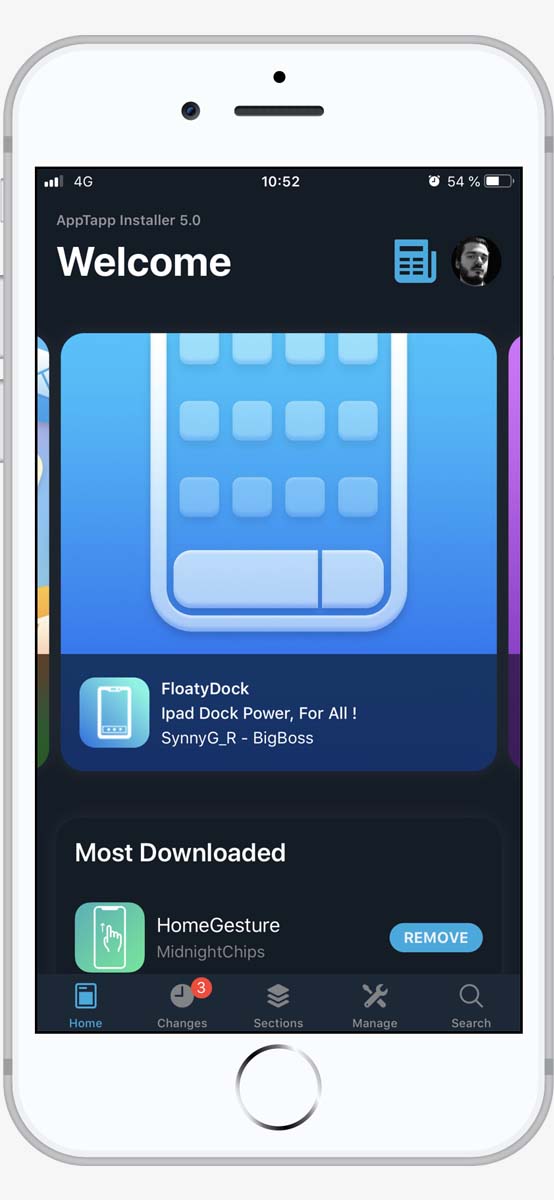 4G
10:52
54 %
AppTapp Installer 5.0
Welcome
FloatyDock
Ipad Dock Power, For All !
SynnyG_R - BigBoss
Most Downloaded
HomeGesture
MidnightChips
REMOVE
3
Home
Changes
Sections
Manage
Search